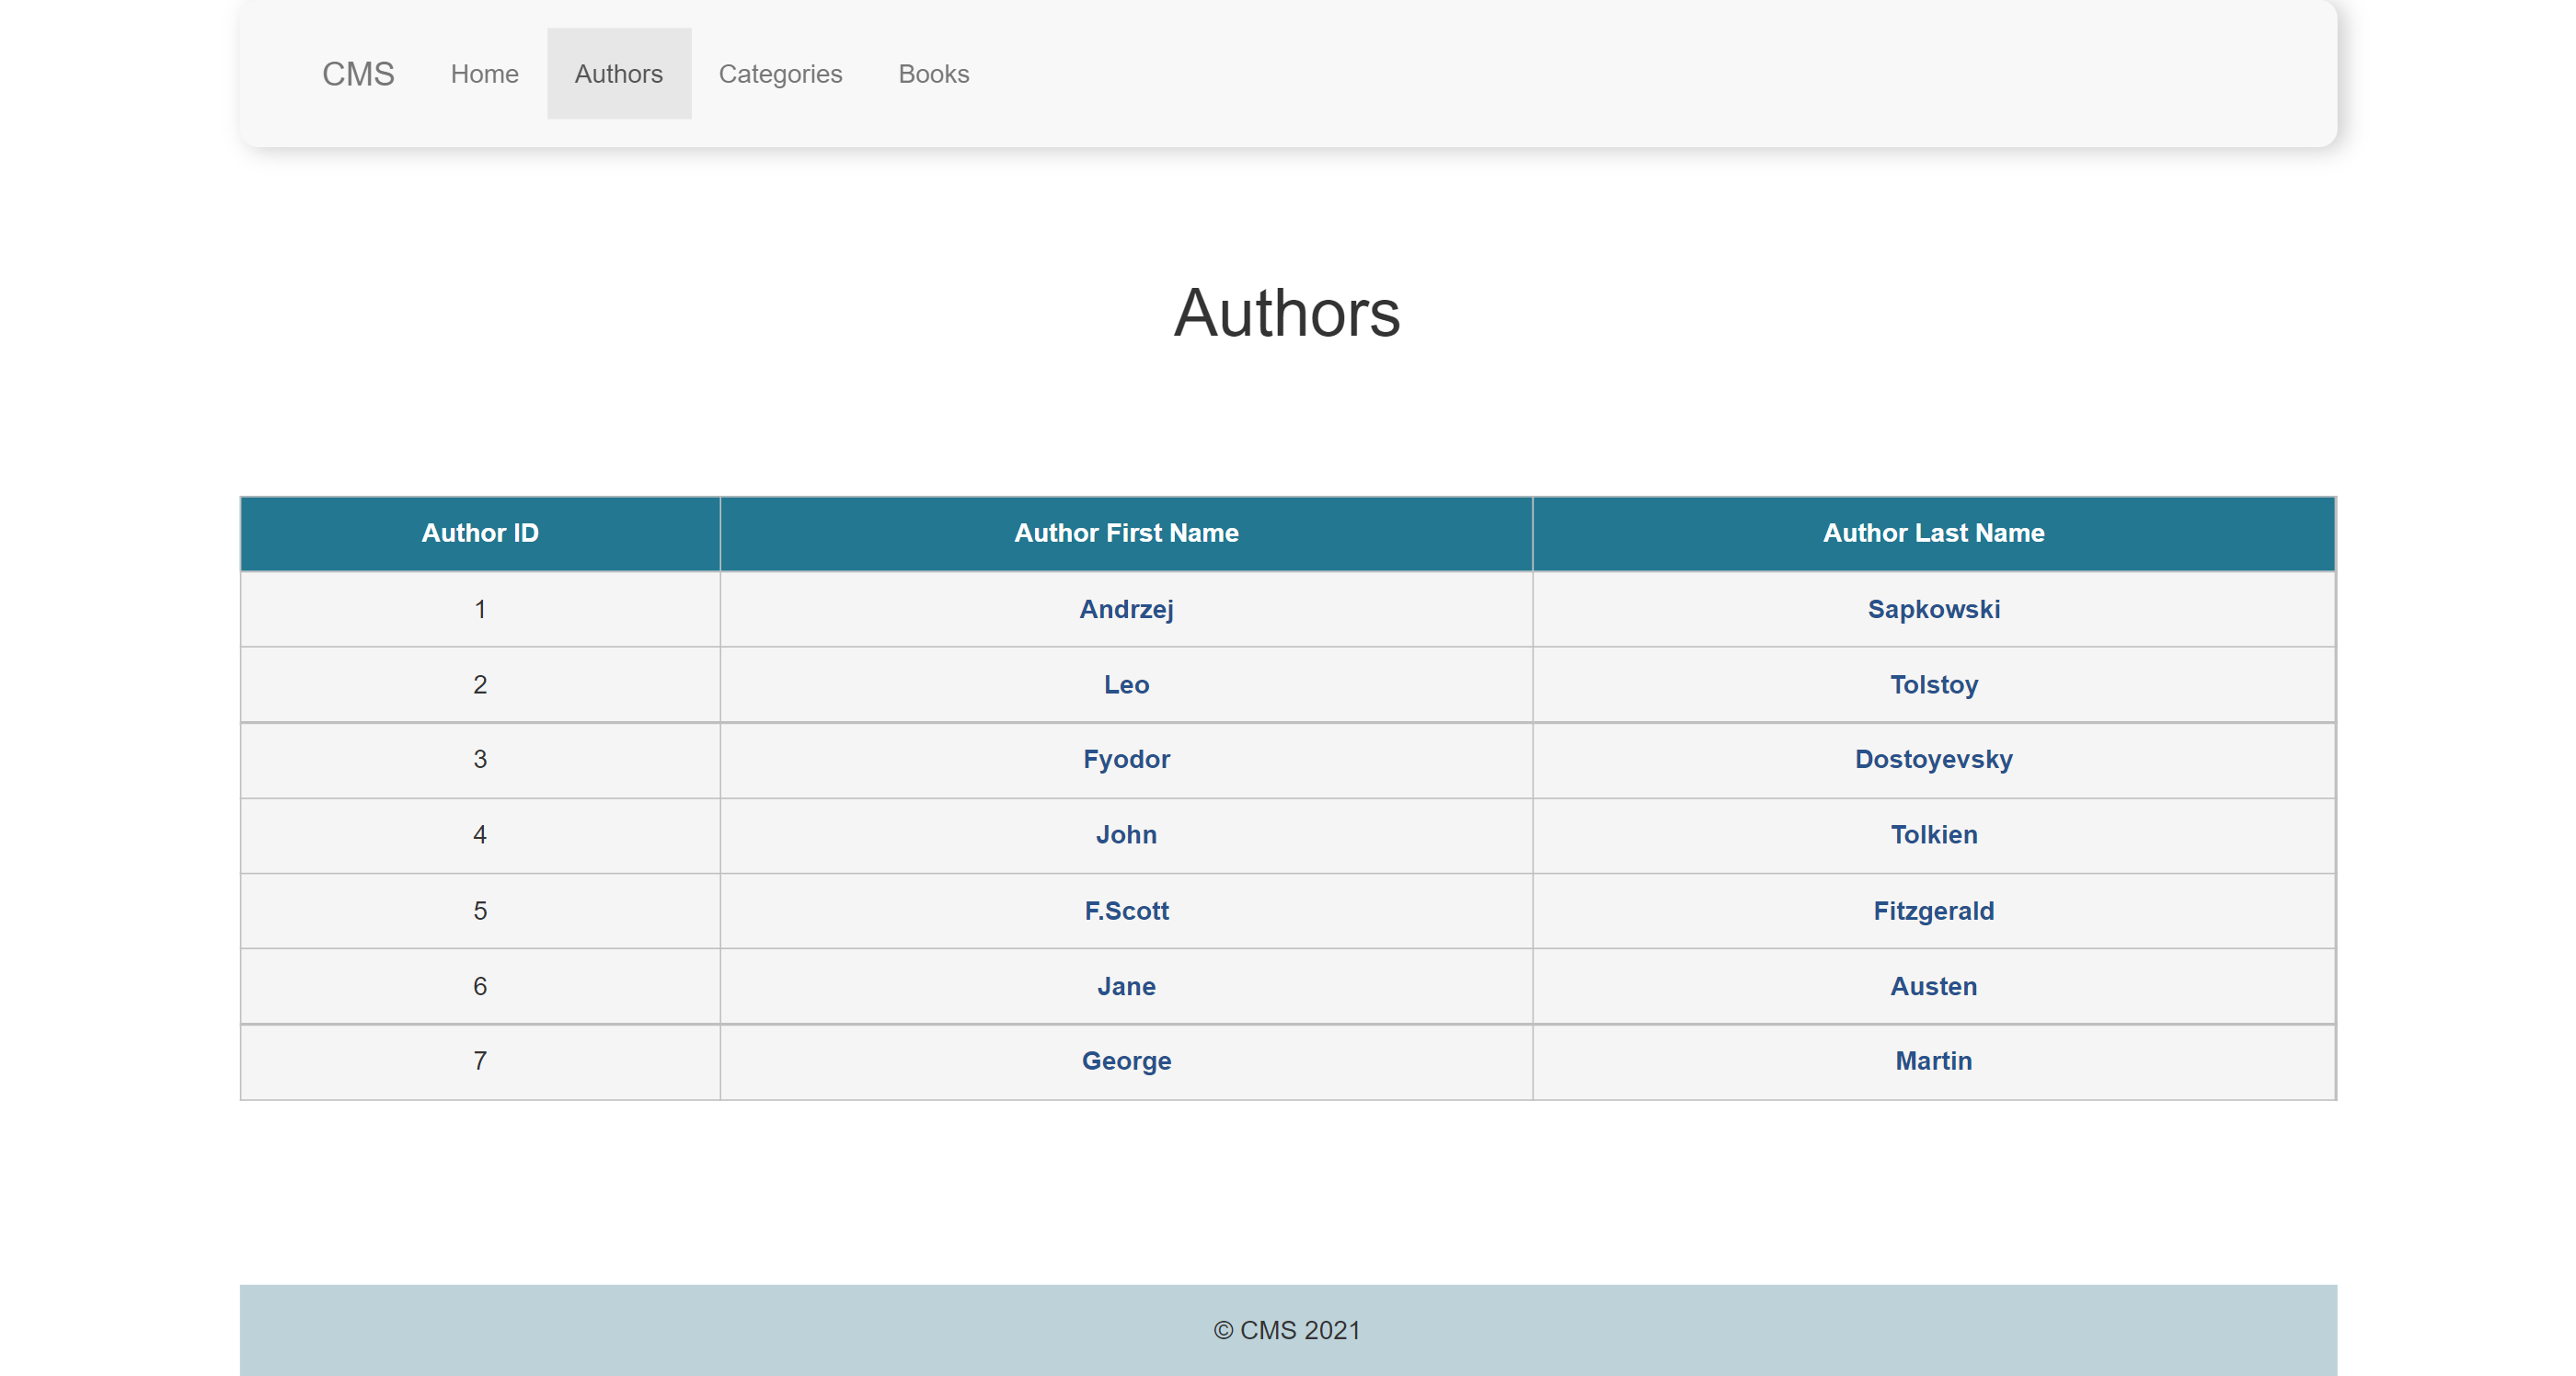 CMS Home Authors Categories Books
Authors
Author ID Author First Name Author Last Name
1 Andrzej Sapkowski
2 Leo Tolstoy
3 Fyodor Dostoyevsky
4 John Tolkien
5 F.Scott Fitzgerald
6 Jane Austen
7 George Martin
© CMS 2021